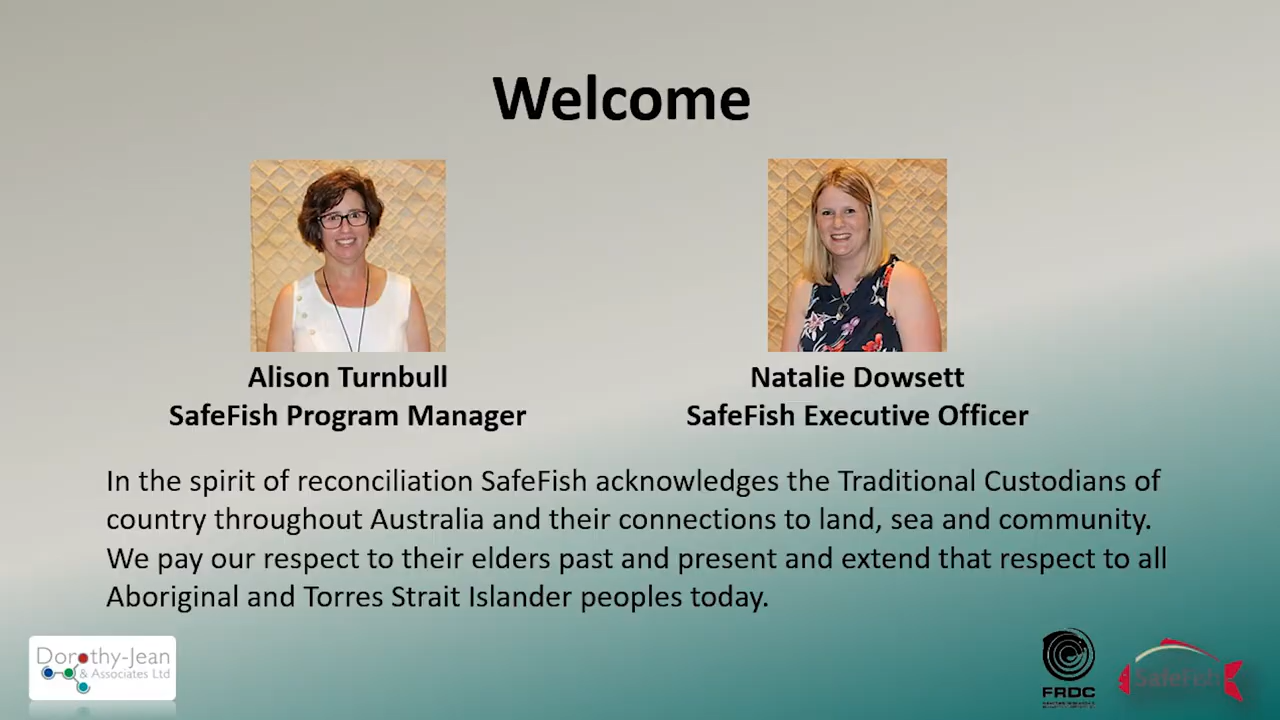 Welcome
Alison Turnbull
SafeFish Program Manager
Natalie Dowsett
SafeFish Executive Officer
In the spirit of reconciliation SafeFish acknowledges the Traditional Custodians of
country throughout Australia and their connections to land, sea and community.
We pay our respect to their elders past and present and extend that respect to all
Aboriginal and Torres Strait Islander peoples today.
Dorothy-Jean
& Associates Ltd
FRDC
SafeFish